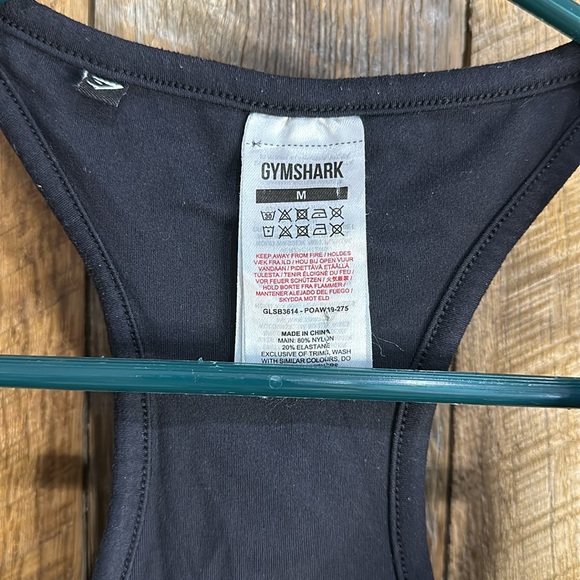 GYMSHARK
M
30
KEEP AWAY FROM FIRE / HOLDES
VÆK FRA ILD / HOU BIJ OPEN VUUR
VANDAAN / PIDETTÄVÄ ETÄÄLLÄ
TULESTA / TENIR ÉLOIGNÉ DU FEU /
VOR FEUER SCHÜTZEN / 火気厳禁 /
HOLD BORTE FRA FLAMMER /
MANTENER ALEJADO DEL FUEGO /
SKYDDA MOT ELD
GLSB3614 - POAW19-275
MADE IN CHINA
MAIN: 80% NYLON
20% ELASTANE
EXCLUSIVE OF TRIMS. WASH
WITH SIMILAR COLOURS, DO